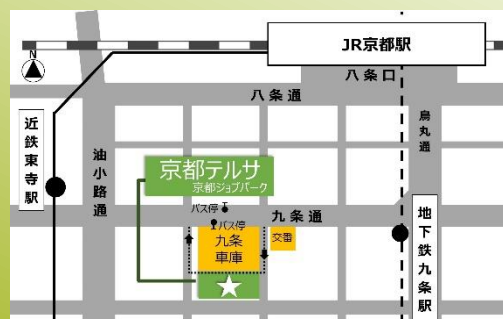 JR京都駅
N
八条口
八条通
烏丸通
近鉄東寺駅
油小路通
京都テルサ
京都ジョブパーク
バス停
九条通
バス停
九条
車庫
交番
地下鉄九条駅